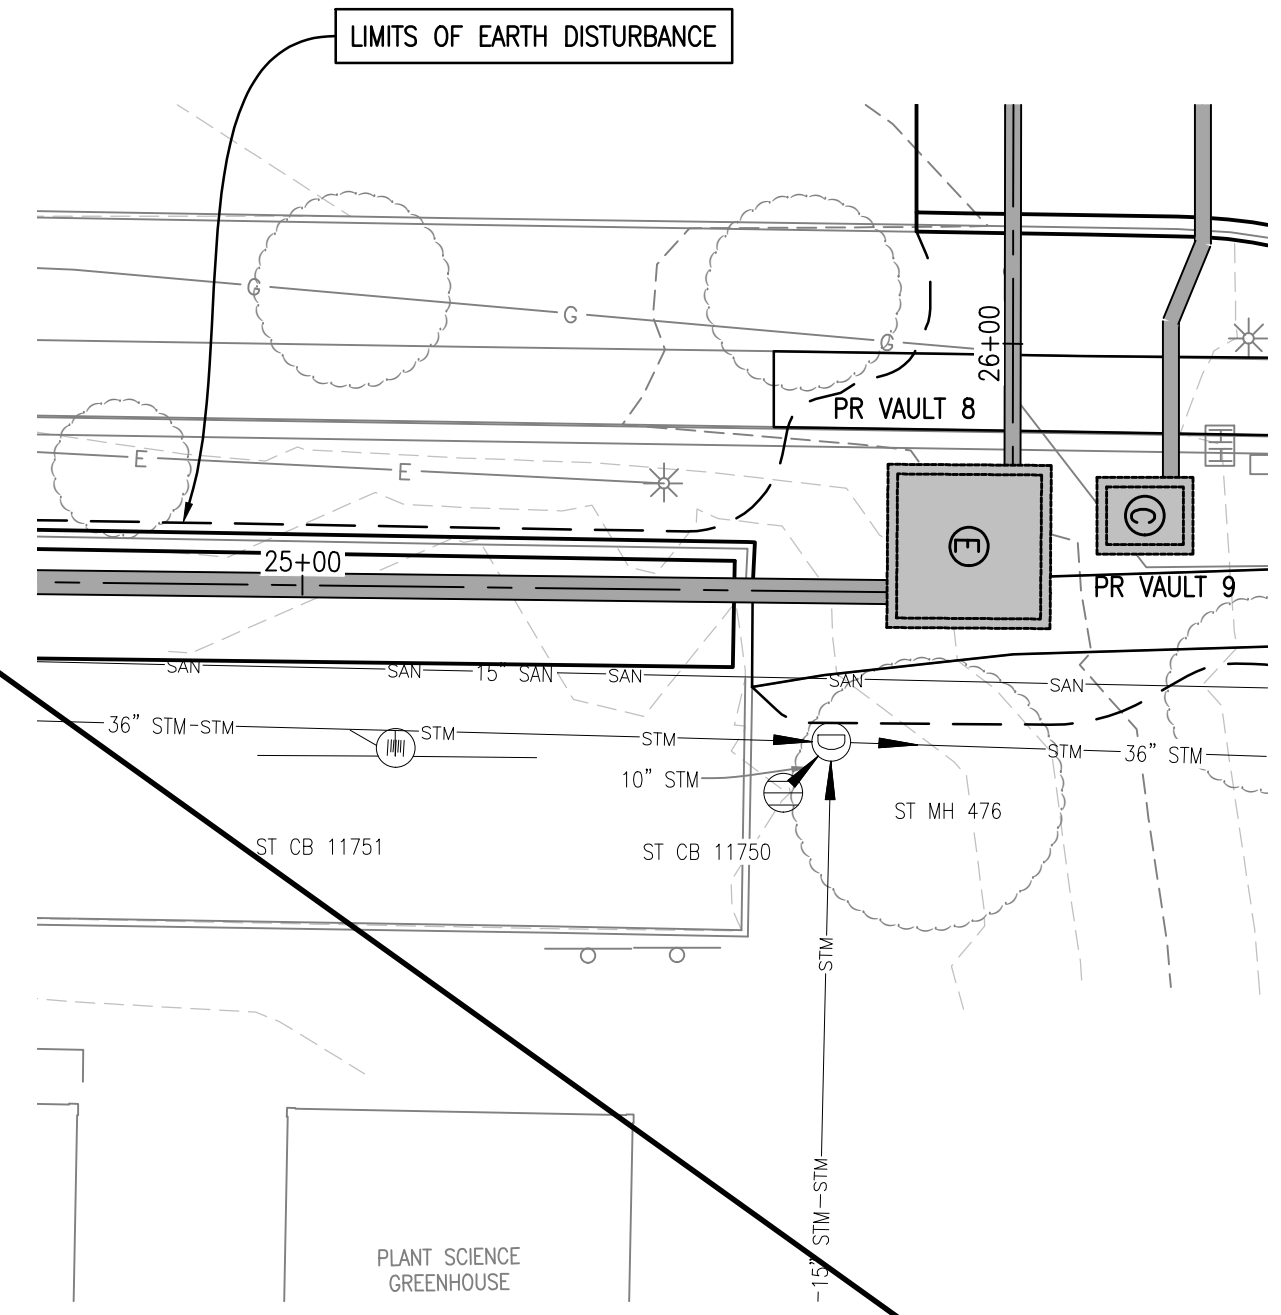 LIMITS OF EARTH DISTURBANCE
G
G
G
26+00
PR VAULT 8
E
E
C
E
25+00
PR VAULT 9
SAN
SAN
15" SAN
SAN
SAN
SAN
36" STM
STM
STM
STM
STM
36" STM
10" STM
ST MH 476
ST CB 11751
ST CB 11750
STM
STM
15" STM
PLANT SCIENCE
GREENHOUSE